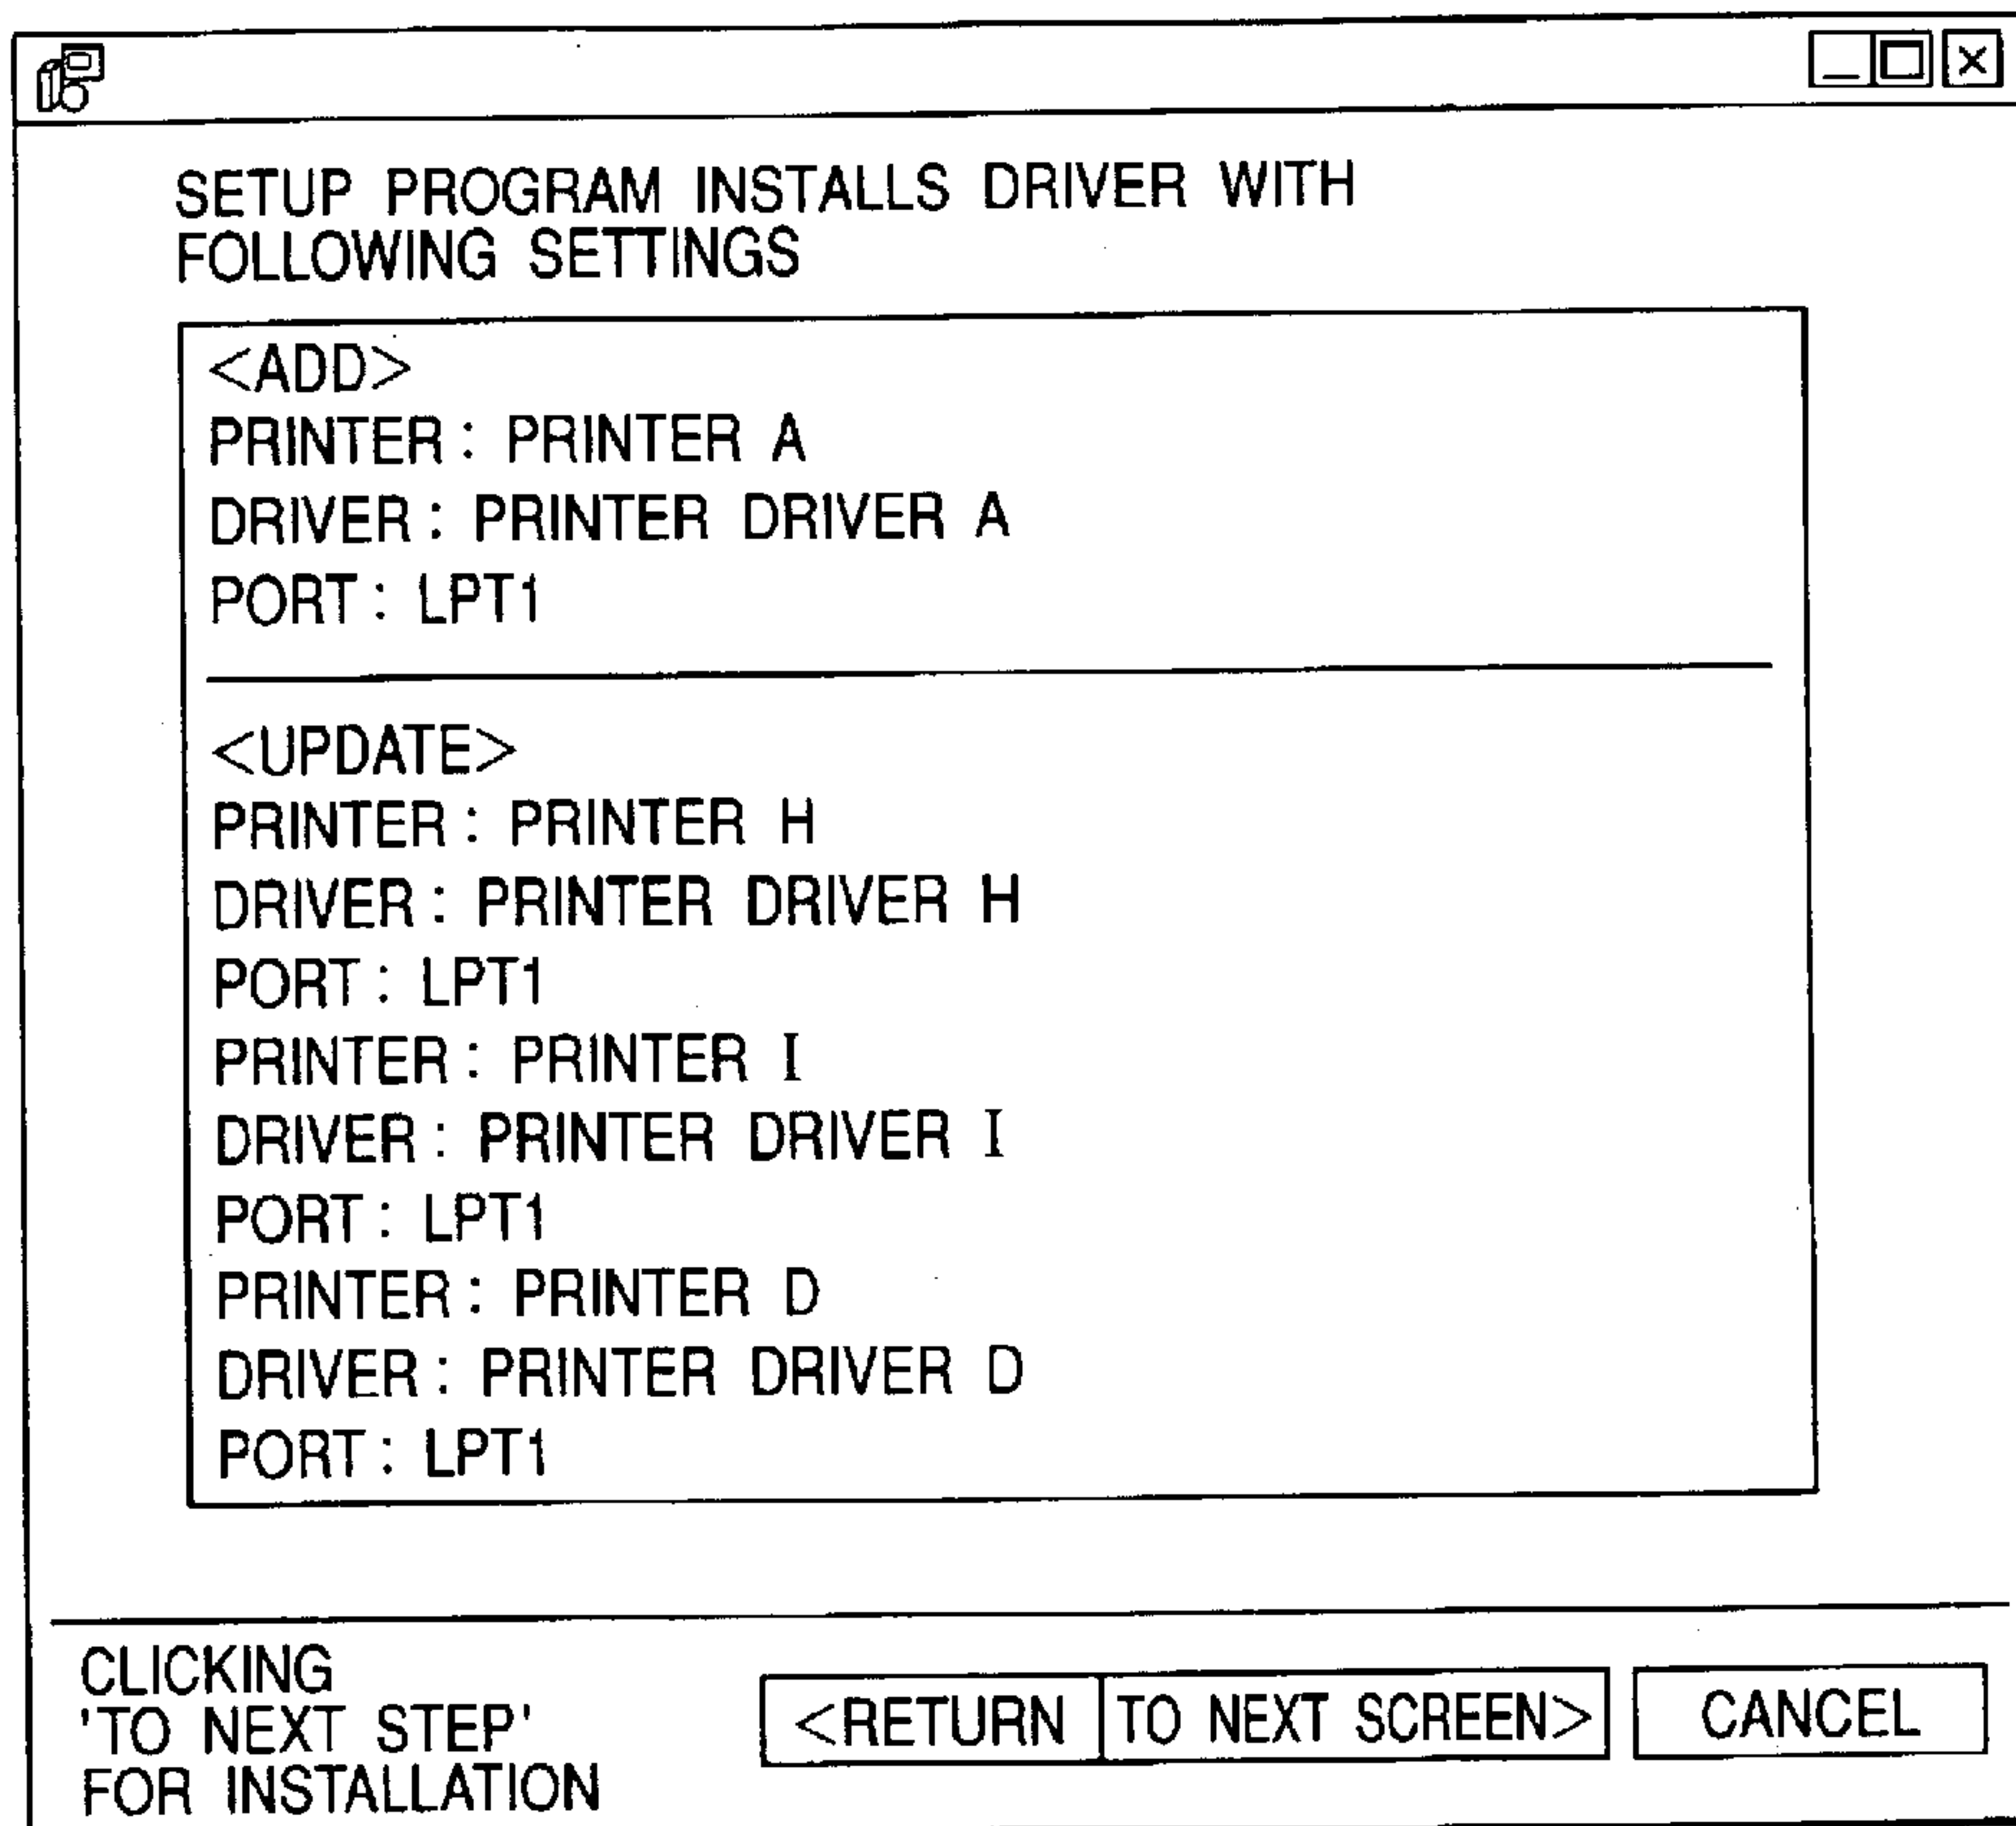 SETUP PROGRAM INSTALLS DRIVER WITH
FOLLOWING SETTINGS
<ADD>
PRINTER : PRINTER A
DRIVER : PRINTER DRIVER A
PORT : LPT1
<UPDATE>
PRINTER : PRINTER H
DRIVER : PRINTER DRIVER H
PORT : LPT1
PRINTER : PRINTER I
DRIVER : PRINTER DRIVER I
PORT : LPT1
PRINTER : PRINTER D
DRIVER : PRINTER DRIVER D
PORT : LPT1
CLICKING
'TO NEXT STEP'
FOR INSTALLATION
<RETURN TO NEXT SCREEN> CANCEL